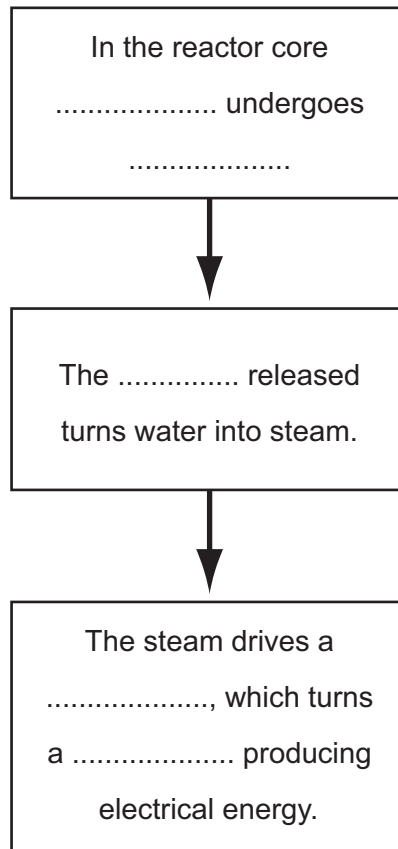 In the reactor core
.................... undergoes
....................
The ............... released
turns water into steam.
The steam drives a
...................., which turns
a .................... producing
electrical energy.